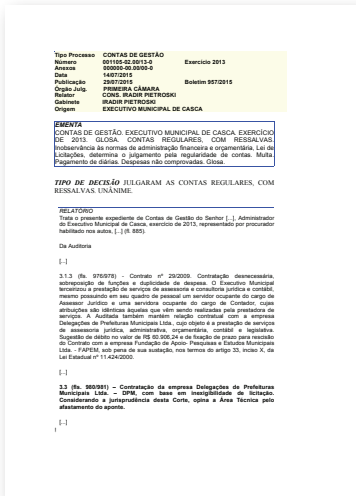 Tipo Processo CONTAS DE GESTÃO
Número 001105-02.00/13-0 Exercício 2013
Anexos 000000-00.00/00-0
Data 14/07/2015
Publicação 29/07/2015 Boletim 957/2015
Órgão Julg. PRIMEIRA CÂMARA
Relator CONS. IRADIR PIETROSKI
Gabinete IRADIR PIETROSKI
Origem EXECUTIVO MUNICIPAL DE CASCA
EMENTA
CONTAS DE GESTÃO. EXECUTIVO MUNICIPAL DE CASCA. EXERCÍCIO
DE 2013. GLOSA. CONTAS REGULARES, COM RESSALVAS.
Inobservância às normas de administração financeira e orçamentária, Lei de
Licitações, determina o julgamento pela regularidade de contas. Multa.
Pagamento de diárias. Despesas não comprovadas. Glosa.
TIPO DE DECISÃO JULGARAM AS CONTAS REGULARES, COM
RESSALVAS. UNÂNIME.
RELATÓRIO
Trata o presente expediente de Contas de Gestão do Senhor [...], Administrador
do Executivo Municipal de Casca, exercício de 2013, representado por procurador
habilitado nos autos, [...] (fl. 885).
Da Auditoria
[...]
3.1.3 (fls. 976/978) - Contrato nº 29/2009. Contratação desnecessária,
sobreposição de funções e duplicidade de despesa. O Executivo Municipal
terceirizou a prestação de serviços de assessoria e consultoria jurídica e contábil,
mesmo possuindo em seu quadro de pessoal um servidor ocupante do cargo de
Assessor Jurídico e uma servidora ocupante do cargo de Contador, cujas
atribuições são idênticas àquelas que vêm sendo realizadas pela prestadora de
serviços. A Auditada também mantém relação contratual com a empresa
Delegações de Prefeituras Municipais Ltda., cujo objeto é a prestação de serviços
de assessoria jurídica, administrativa, orçamentária, contábil e legislativa.
Sugestão de débito no valor de R$ 60.906,24 e de fixação de prazo para rescisão
do Contrato com a empresa Fundação de Apoio- Pesquisas e Estudos Municipais
Ltda. - FAPEM, sob pena de sua sustação, nos termos do artigo 33, inciso X, da
Lei Estadual nº 11.424/2000.
[...]
3.3 (fls. 980/981) – Contratação da empresa Delegações de Prefeituras
Municipais Ltda. – DPM, com base em inexigibilidade de licitação.
Considerando a jurisprudência desta Corte, opina a Área Técnica pelo
afastamento do aponte.
[...]